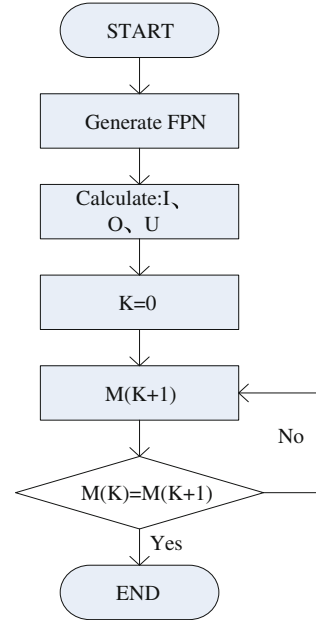 START
Generate FPN
Calculate:I、
O、U
K=0
M(K+1)
No
M(K)=M(K+1)
Yes
END